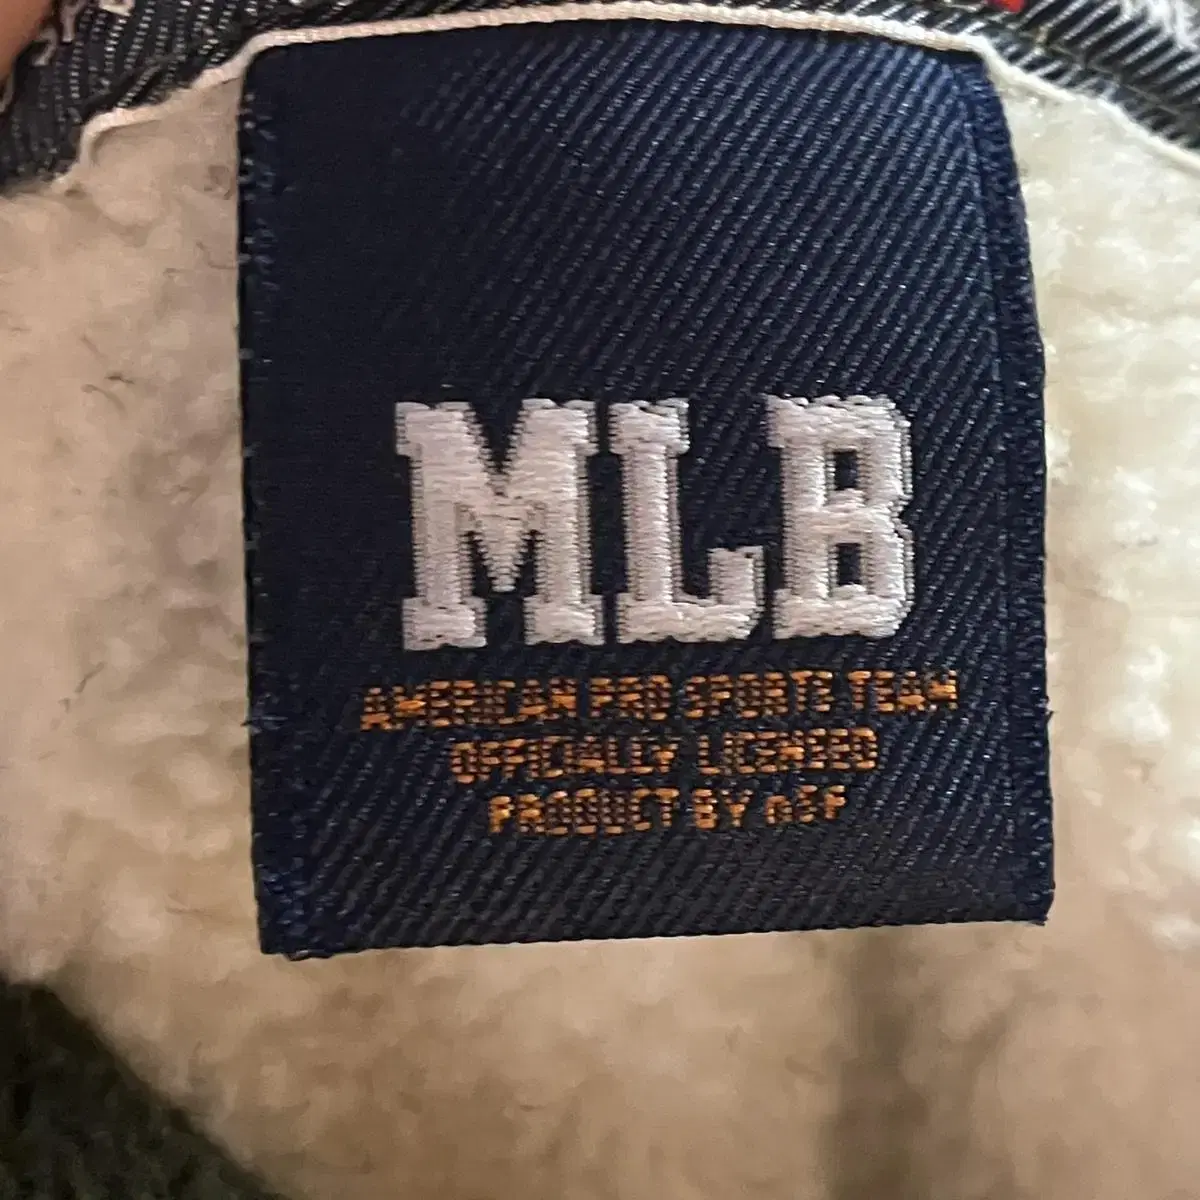 MLB
AMERICAN PRO SPORTS TEAM
OFFICIALLY LICENSED
PRODUCT BY